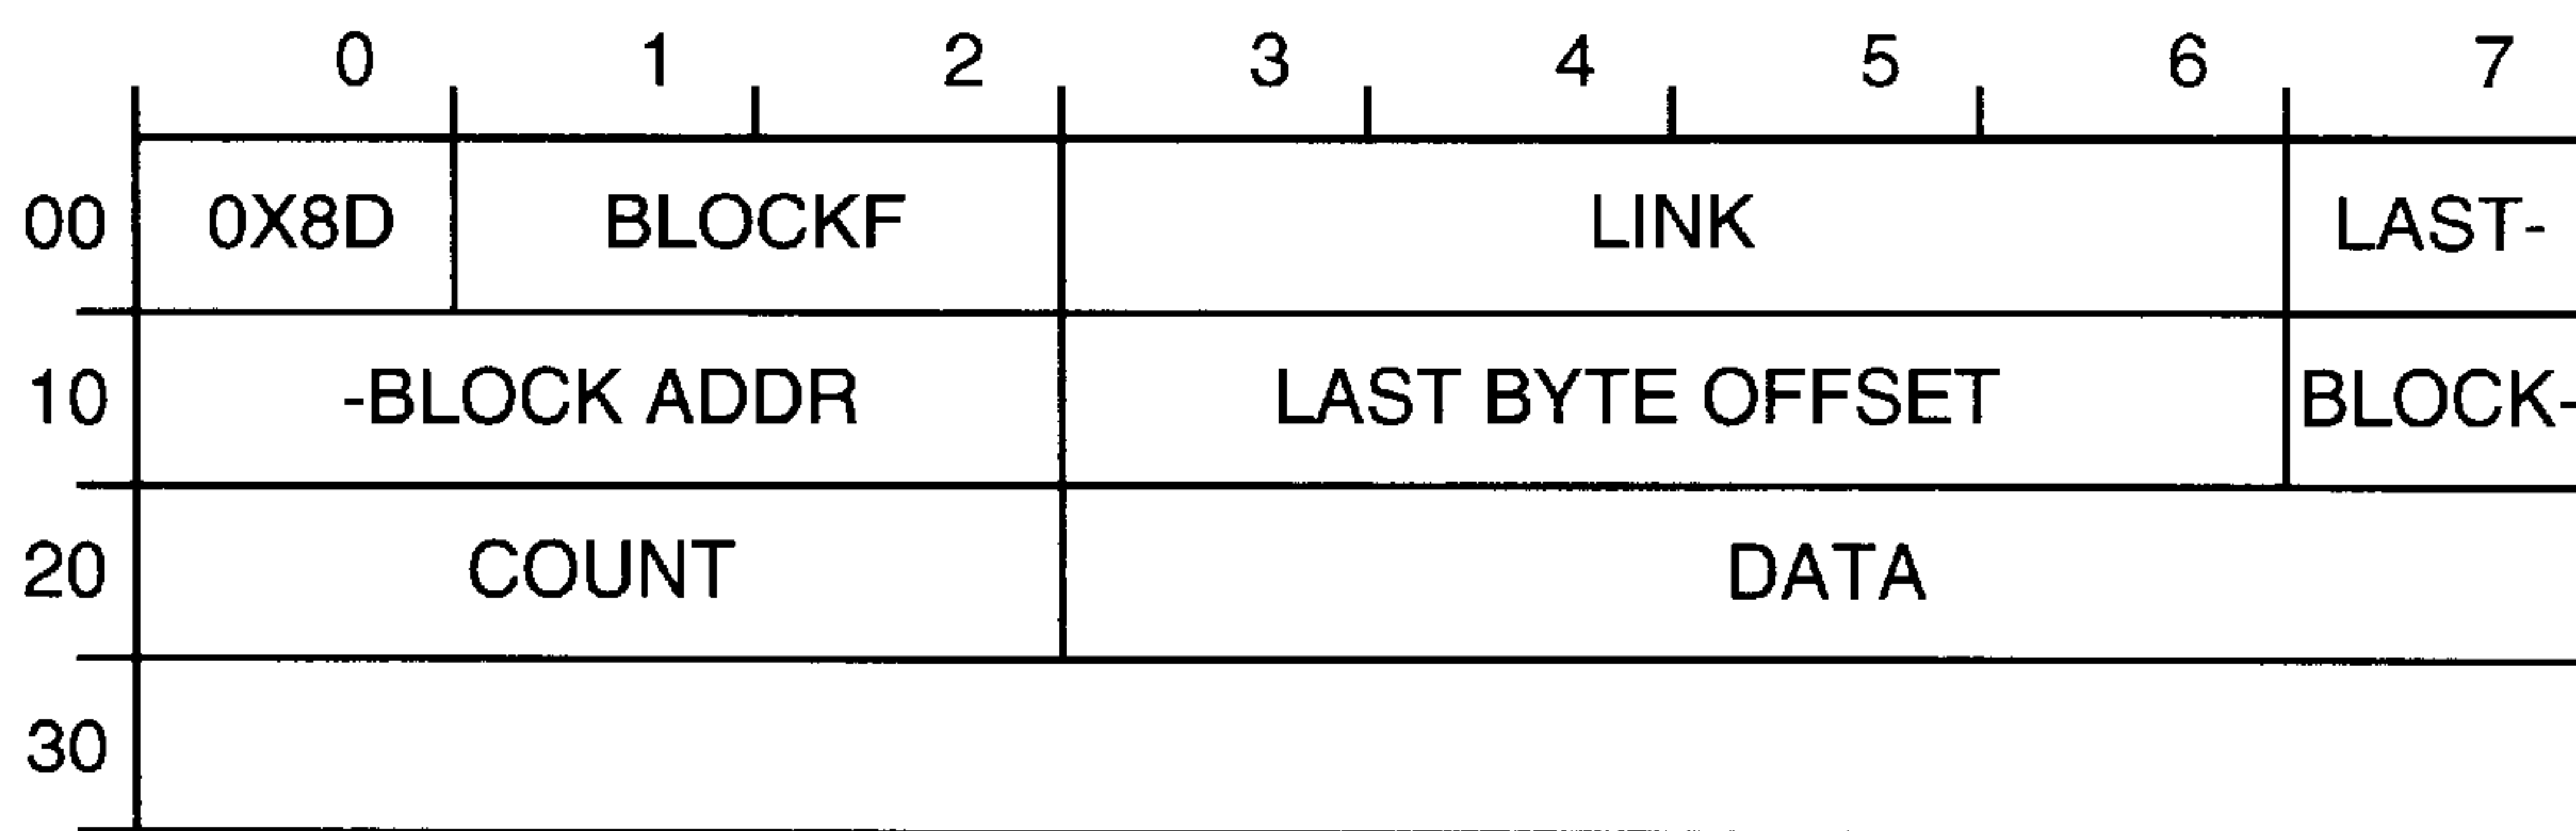 0 1 2 3 4 5 6 7
00 0X8D BLOCKF LINK LAST-
10 -BLOCK ADDR LAST BYTE OFFSET BLOCK-
20 COUNT DATA
30